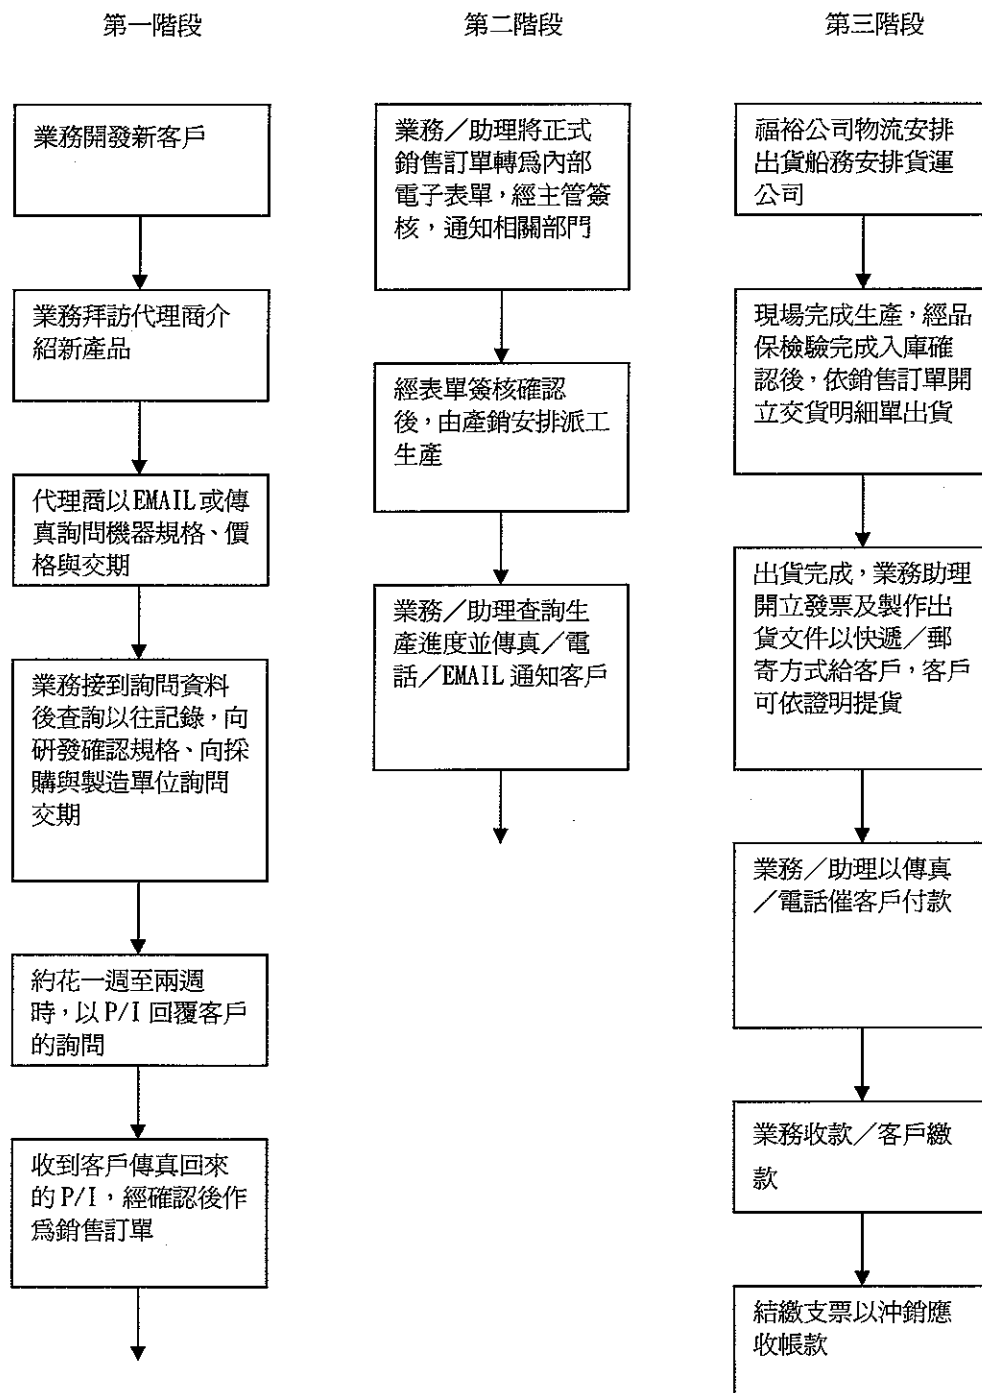 第一階段
業務開發新客戶
業務拜訪代理商介
紹新產品
代理商以EMAIL或傳
真詢問機器規格、價
格與交期
業務接到詢問資料
後查詢以往記錄，向
研發確認規格、向採
購與製造單位詢問
交期
約花一週至兩週
時，以 P/I 回覆客戶
的詢問
收到客戶傳真回來
的 P/I，經確認後作
為銷售訂單
第二階段
業務／助理將正式
銷售訂單轉為內部
電子表單，經主管簽
核，通知相關部門
經表單簽核確認
後，由產銷安排派工
生產
業務／助理查詢生
產進度並傳真／電
話／EMAIL 通知客戶
第三階段
福裕公司物流安排
出貨船務安排貨運
公司
現場完成生產，經品
保檢驗完成入庫確
認後，依銷售訂單開
立交貨明細單出貨
出貨完成，業務助理
開立發票及製作出
貨文件以快遞／郵
寄方式給客戶，客戶
可依證明提貨
業務／助理以傳真
／電話催客戶付款
業務收款／客戶繳
款
結繳支票以沖銷應
收帳款